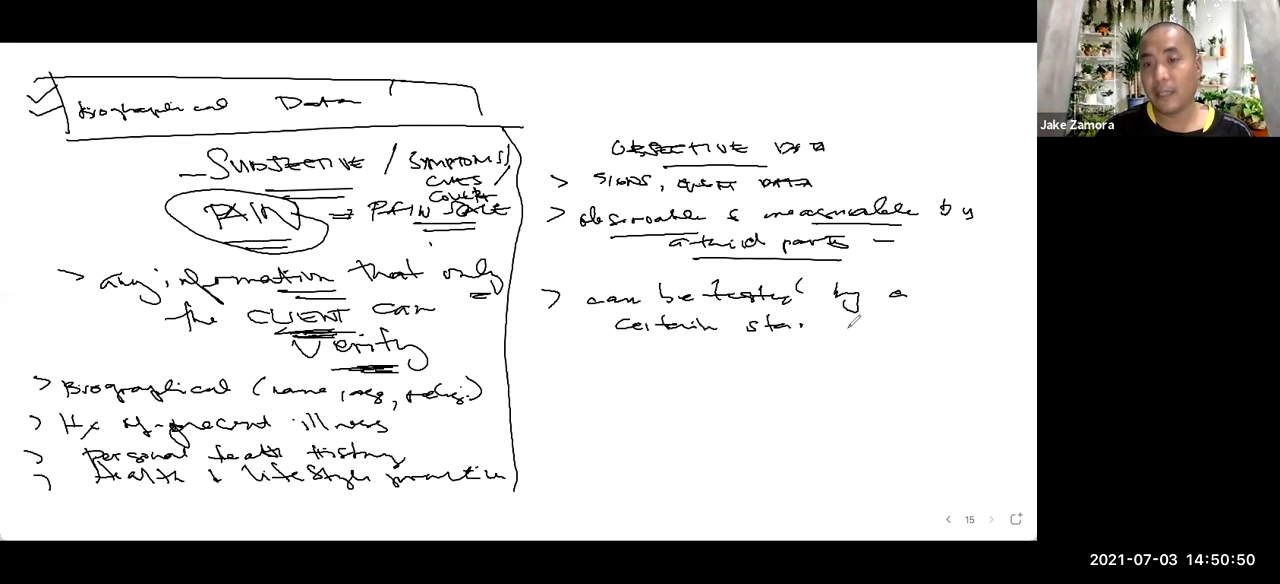 Biographical Data
SUBJECTIVE / SYMPTOMS/
CUES /
COVERT
PAIN → PAIN SCALE
> any information that only
the CLIENT can
Verify
> Biographical (name, age, relig.)
> Hx of present illness
> Personal health history
> Health & lifestyle practice
OBJECTIVE DATA
> SIGNS, OVERT DATA
> observable & measurable by
a third party —
> can be tested by a
certain sta.
Jake Zamora
15
2021-07-03 14:50:50